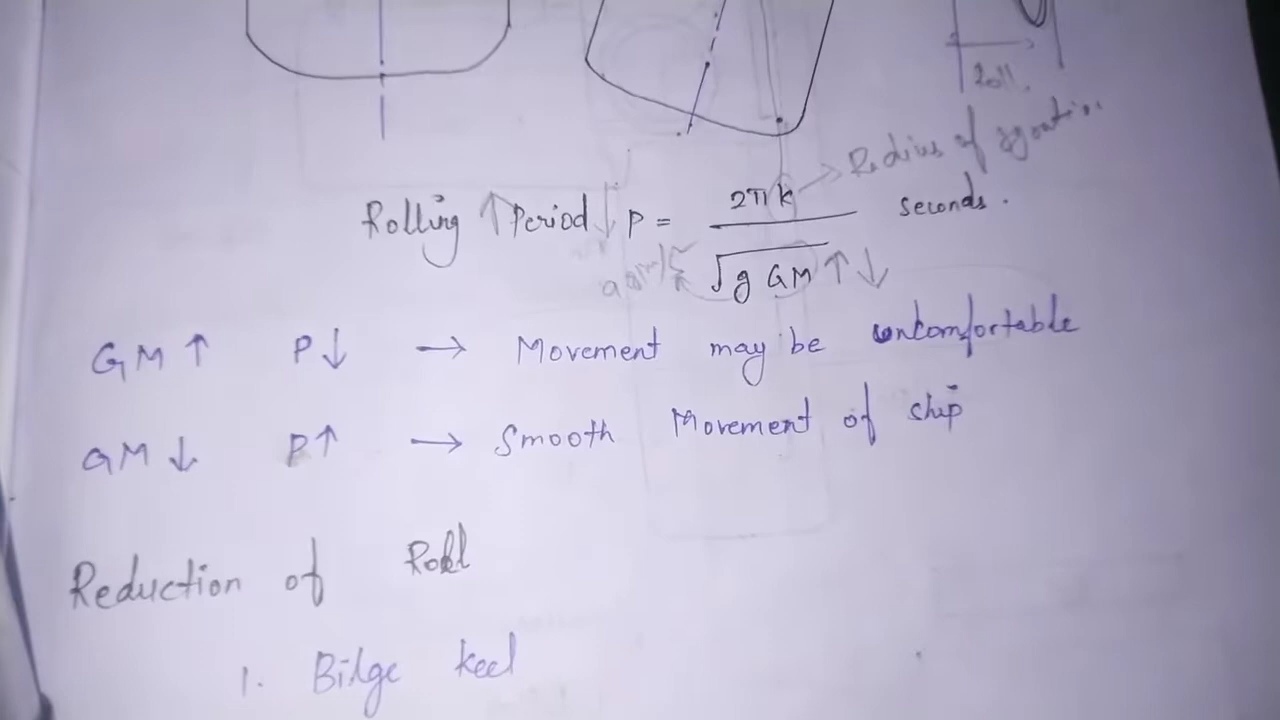 Roll.
Radius of gyration.
Rolling ↑ Period ↓ P = 2πk / √g GM ↑ ↓ seconds.
GM ↑ P ↓ → Movement may be uncomfortable
GM ↓ P ↑ → Smooth Movement of ship
Reduction of Roll
1. Bilge keel